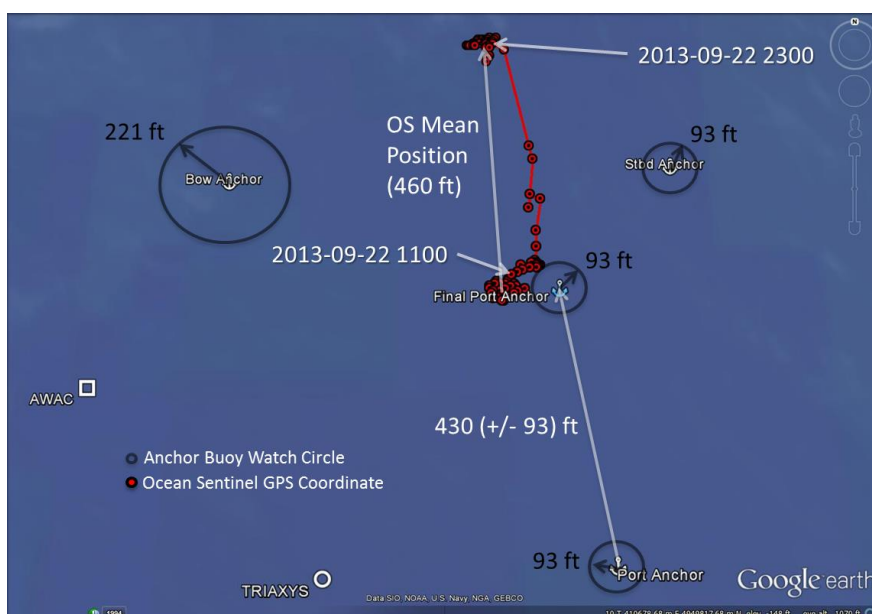 N
2013-09-22 2300
221 ft
OS Mean
Position
(460 ft)
93 ft
Stbd Anchor
Bow Anchor
2013-09-22 1100
93 ft
Final Port Anchor
AWAC
430 (+/- 93) ft
Anchor Buoy Watch Circle
Ocean Sentinel GPS Coordinate
93 ft
Port Anchor
TRIAXYS
Google earth
Data SIO, NOAA, U.S. Navy, NGA, GEBCO
1994